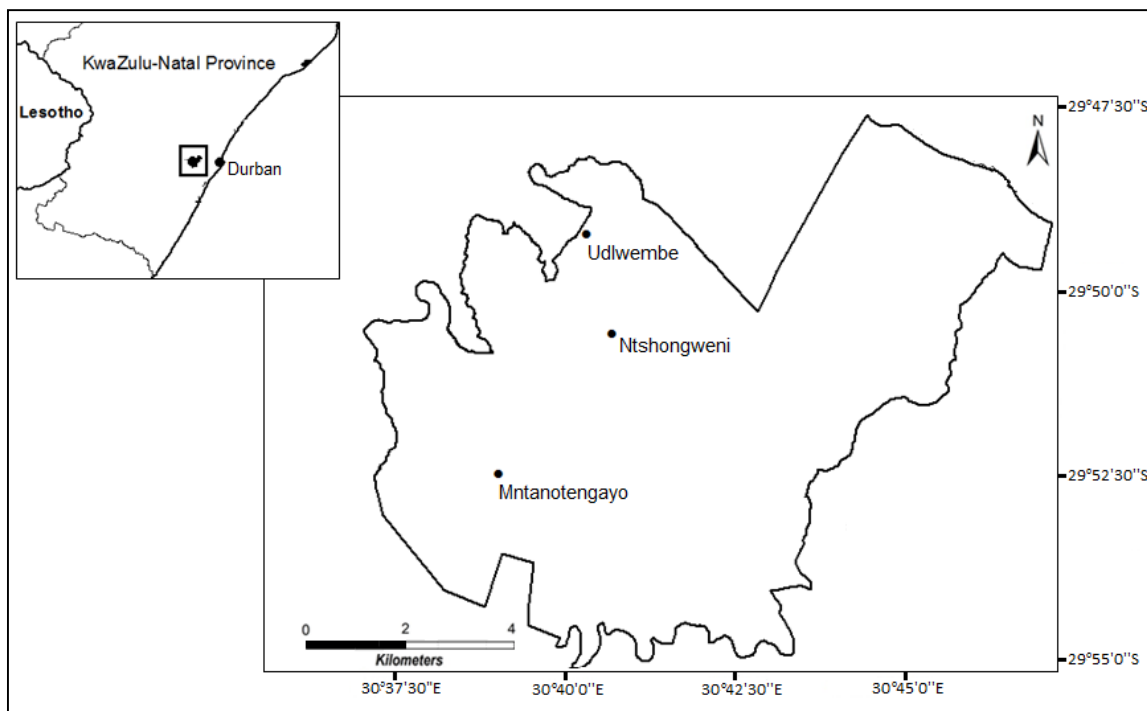 KwaZulu-Natal Province
Lesotho
Durban
29°47'30''S
N
Udlwembe
29°50'0''S
Ntshongweni
29°52'30''S
Mntanotengayo
0 2 4
Kilometers
29°55'0''S
30°37'30''E 30°40'0''E 30°42'30''E 30°45'0''E